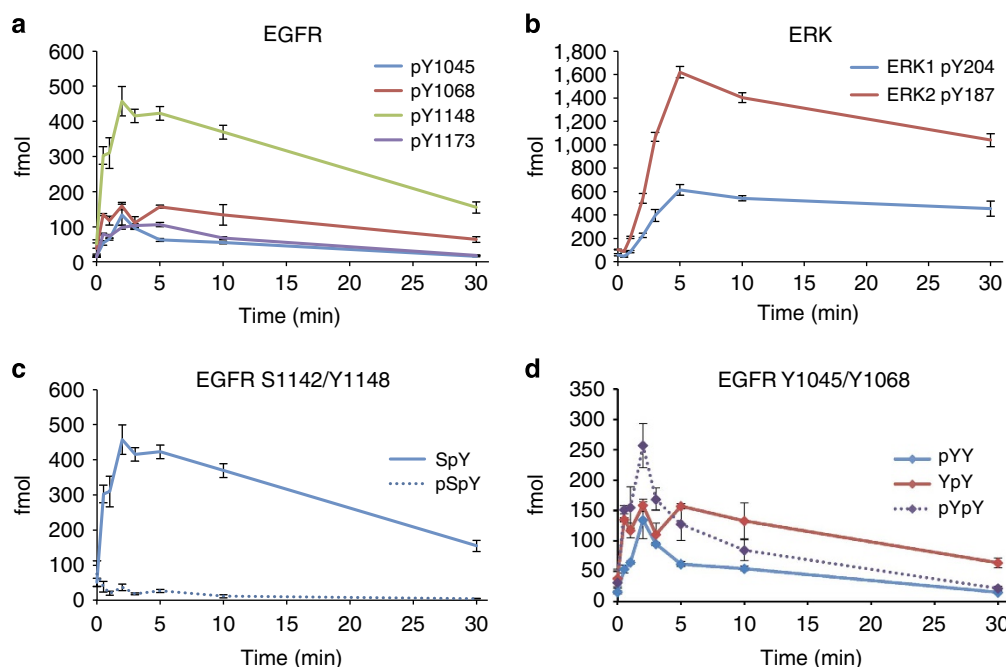 a
EGFR
600
500
400
300
200
100
0
fmol
pY1045
pY1068
pY1148
pY1173
0 5 10 15 20 25 30
Time (min)
b
ERK
1,800
1,600
1,400
1,200
1,000
800
600
400
200
0
fmol
ERK1 pY204
ERK2 pY187
0 5 10 15 20 25 30
Time (min)
c
EGFR S1142/Y1148
600
500
400
300
200
100
0
fmol
SpY
pSpY
0 5 10 15 20 25 30
Time (min)
d
EGFR Y1045/Y1068
350
300
250
200
150
100
50
0
fmol
pYY
YpY
pYpY
0 5 10 15 20 25 30
Time (min)